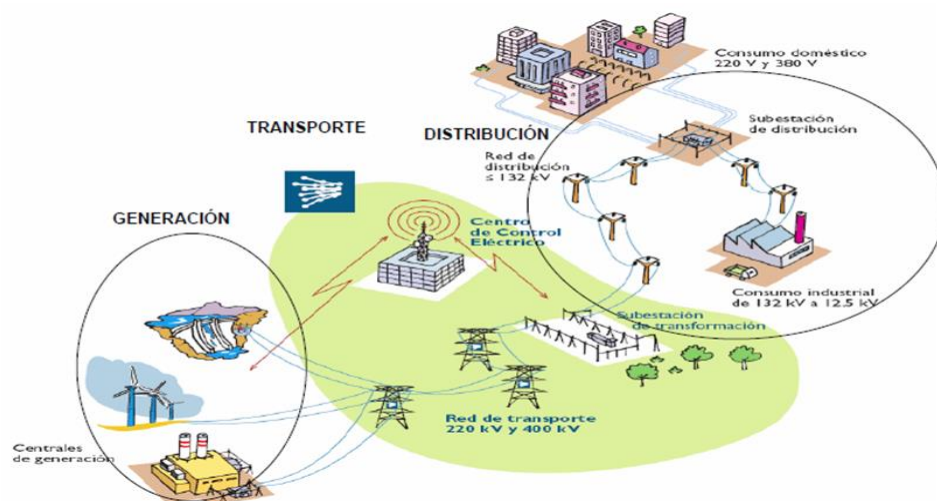 Consumo doméstico
220 V y 380 V
Subestación
de distribución
TRANSPORTE
DISTRIBUCIÓN
Red de
distribución
≤ 132 kV
GENERACIÓN
Centro
de Control
Eléctrico
Consumo industrial
de 132 kV a 12.5 kV
Subestación
de transformación
Red de transporte
220 kV y 400 kV
Centrales
de generación